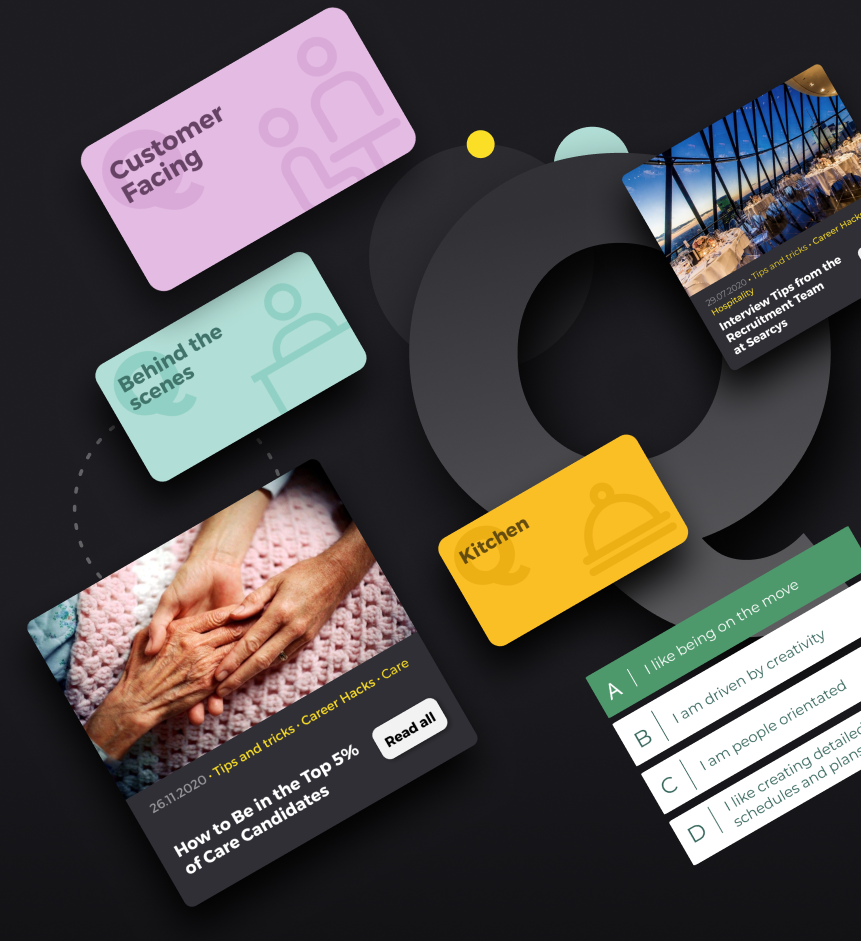 Customer
Facing
29.07.2020 • Tips and tricks • Career Hacks
Hospitality
Interview Tips from the
Recruitment Team
at Searcys
Behind the
scenes
Kitchen
26.11.2020 • Tips and tricks • Career Hacks • Care
How to Be in the Top 5%
of Care Candidates
Read all
A | I like being on the move
B | I am driven by creativity
C | I am people orientated
D | I like creating detailed
schedules and plans